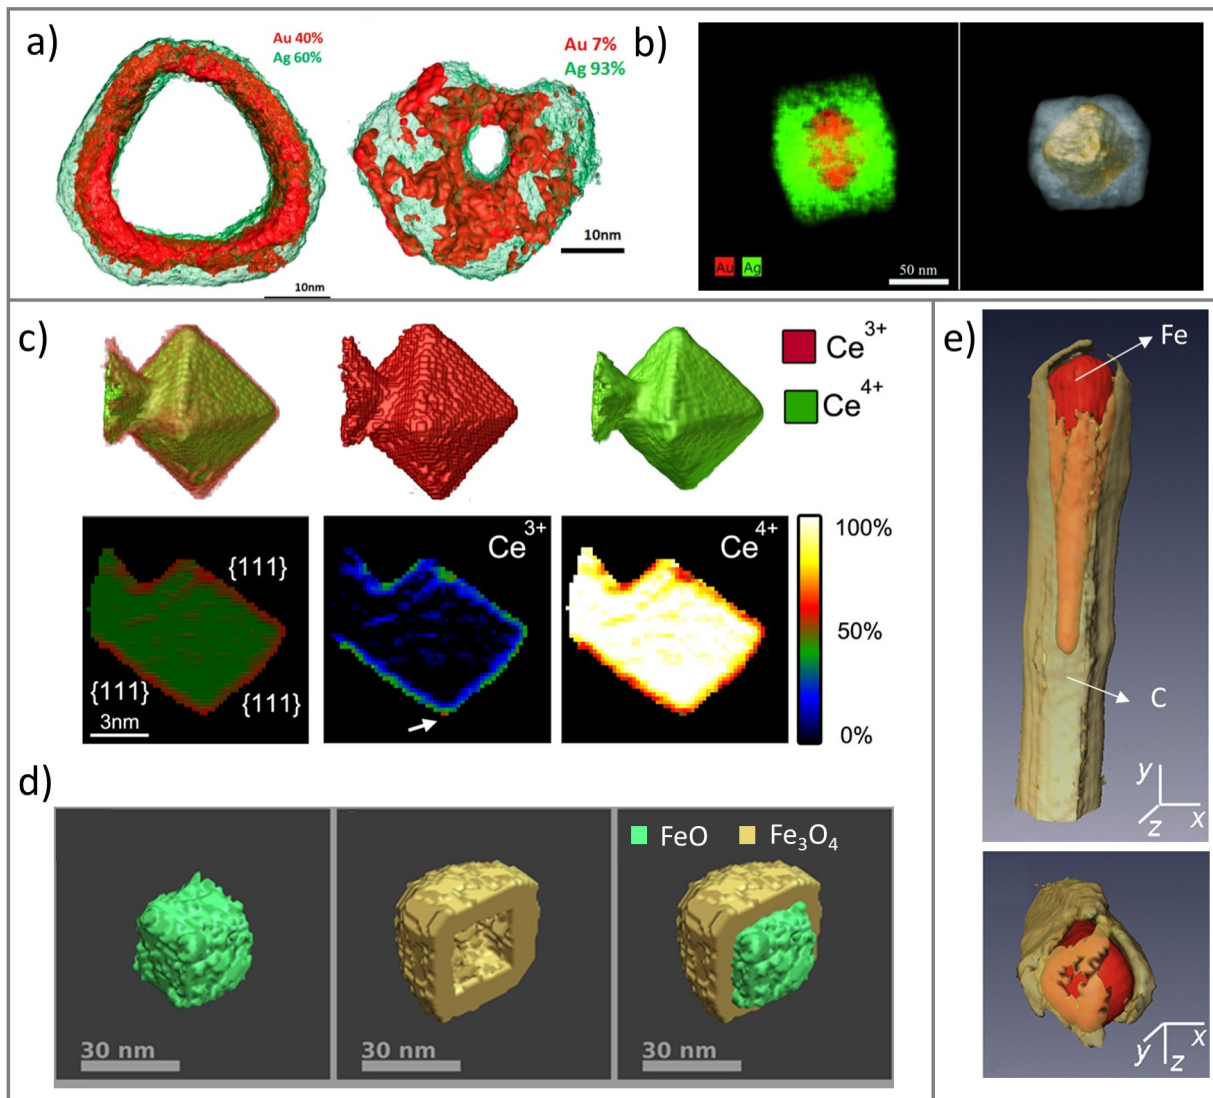 a)
Au 40%
Ag 60%
10nm
Au 7%
Ag 93%
10nm
b)
Au Ag
50 nm
c)
Ce3+
Ce4+
{111}
{111}
{111}
3nm
Ce3+
Ce4+
100%
50%
0%
d)
FeO Fe3O4
30 nm
30 nm
30 nm
e)
Fe
C
y
z
x
y
z
x